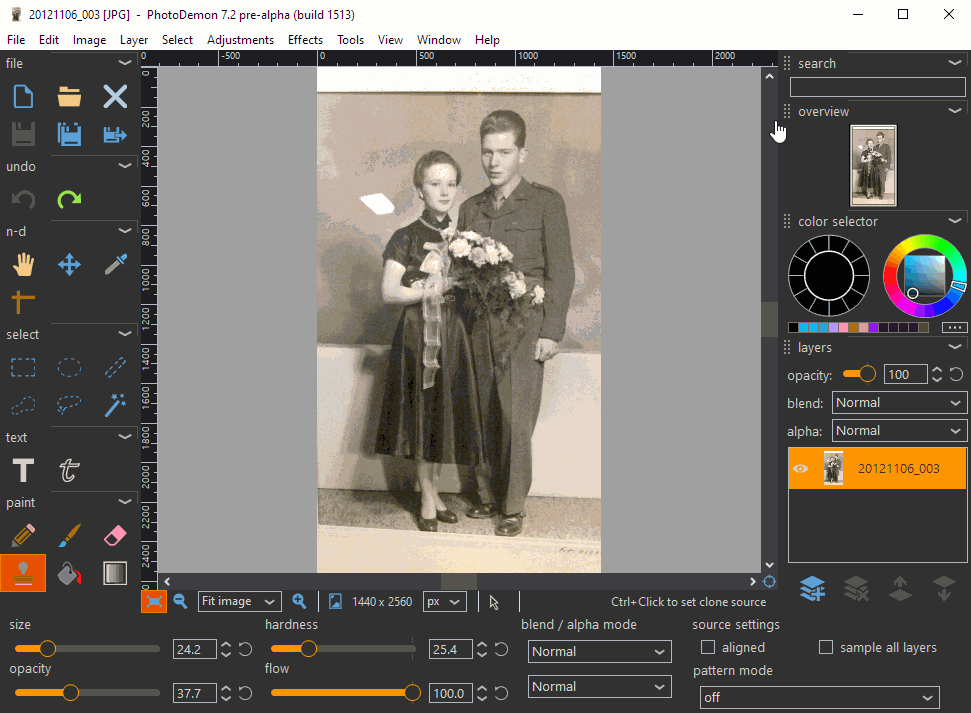 20121106_003 [JPG] - PhotoDemon 7.2 pre-alpha (build 1513)
File Edit Image Layer Select Adjustments Effects Tools View Window Help
file
undo
n-d
select
text
T t
paint
0 -500 0 500 1000 1500 2000
0
200
400
600
800
1000
1200
1400
1600
1800
2000
2200
2400
search
overview
color selector
layers
opacity: 100
blend: Normal
alpha: Normal
20121106_003
Fit image 1440 x 2560 px Ctrl+Click to set clone source
size 24.2
opacity 37.7
hardness 25.4
flow 100.0
blend / alpha mode
Normal
Normal
source settings
aligned sample all layers
pattern mode
off